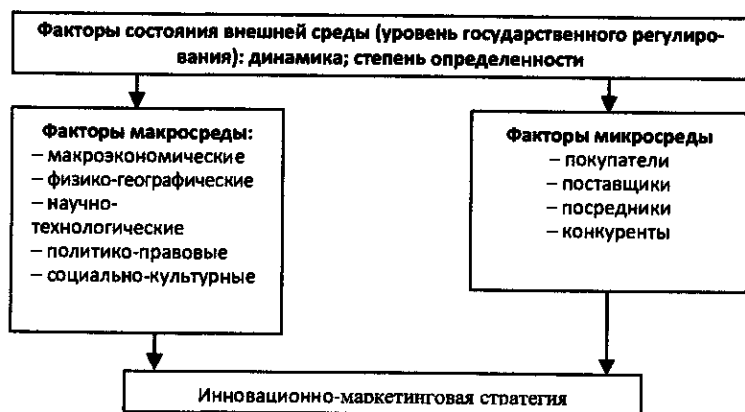 Факторы состояния внешней среды (уровень государственного регулиро-
вания): динамика; степень определенности
Факторы макросреды:
– макроэкономические
– физико-географические
– научно-
технологические
– политико-правовые
– социально-культурные
Факторы микросреды
– покупатели
– поставщики
– посредники
– конкуренты
Инновационно-маркетинговая стратегия